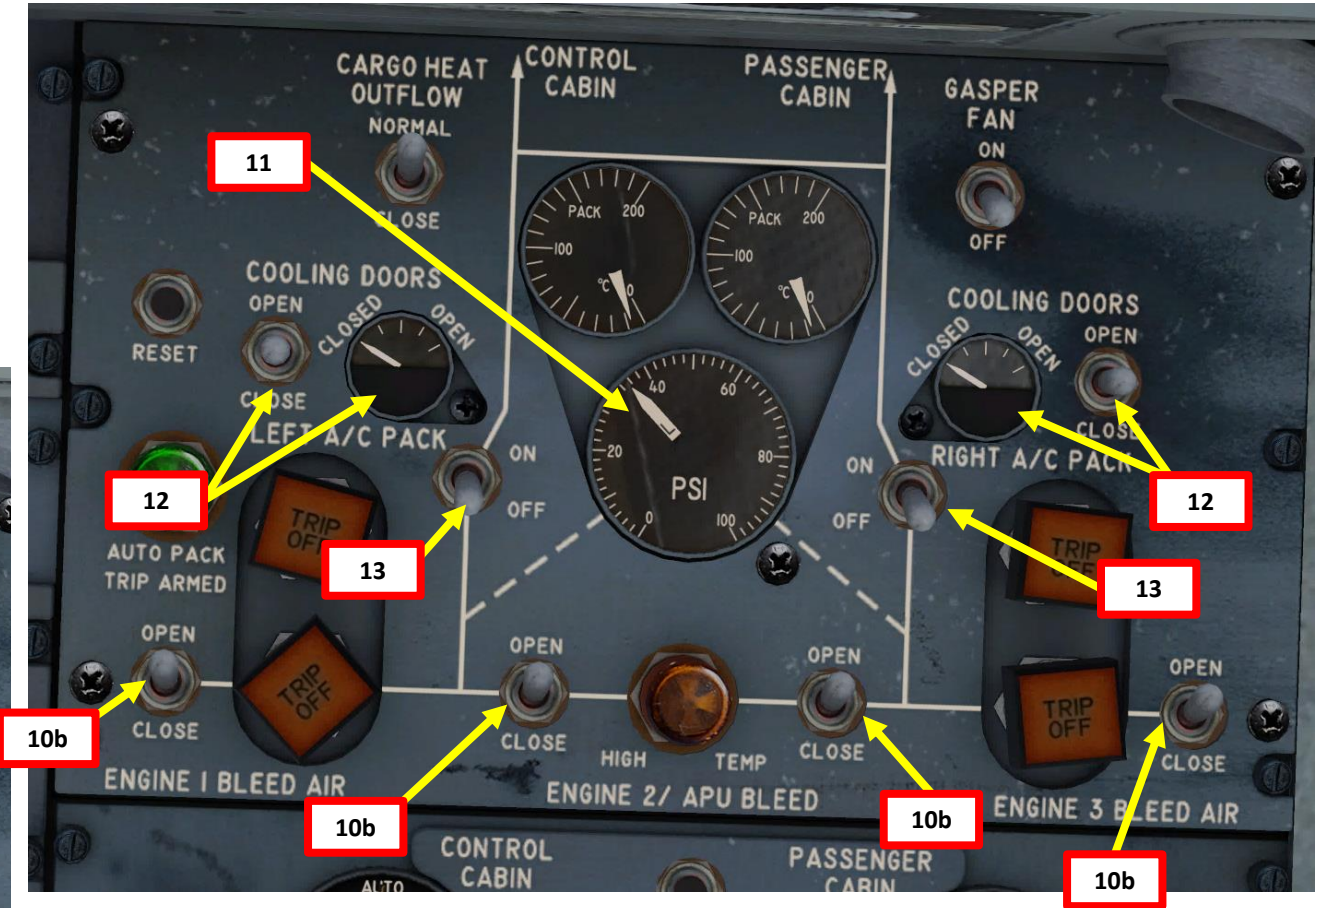 CARGO HEAT
OUTFLOW
NORMAL
CLOSE
CONTROL
CABIN
PASSENGER
CABIN
GASPER
FAN
ON
OFF
11
PACK 200
100
°C 0
PACK 200
100
°C 0
RESET
COOLING DOORS
OPEN
CLOSE
CLOSED
OPEN
LEFT A/C PACK
ON
OFF
40
60
20
80
PSI
0
100
COOLING DOORS
CLOSED
OPEN
OPEN
CLOSE
RIGHT A/C PACK
ON
OFF
12
12
13
13
AUTO PACK
TRIP ARMED
TRIP
OFF
TRIP
OFF
TRIP
OFF
TRIP
OFF
OPEN
CLOSE
OPEN
CLOSE
OPEN
CLOSE
OPEN
CLOSE
HIGH
TEMP
10b
ENGINE 1 BLEED AIR
ENGINE 2/ APU BLEED
ENGINE 3 BLEED AIR
10b
10b
10b
CONTROL
CABIN
AUTO
PASSENGER
CABIN